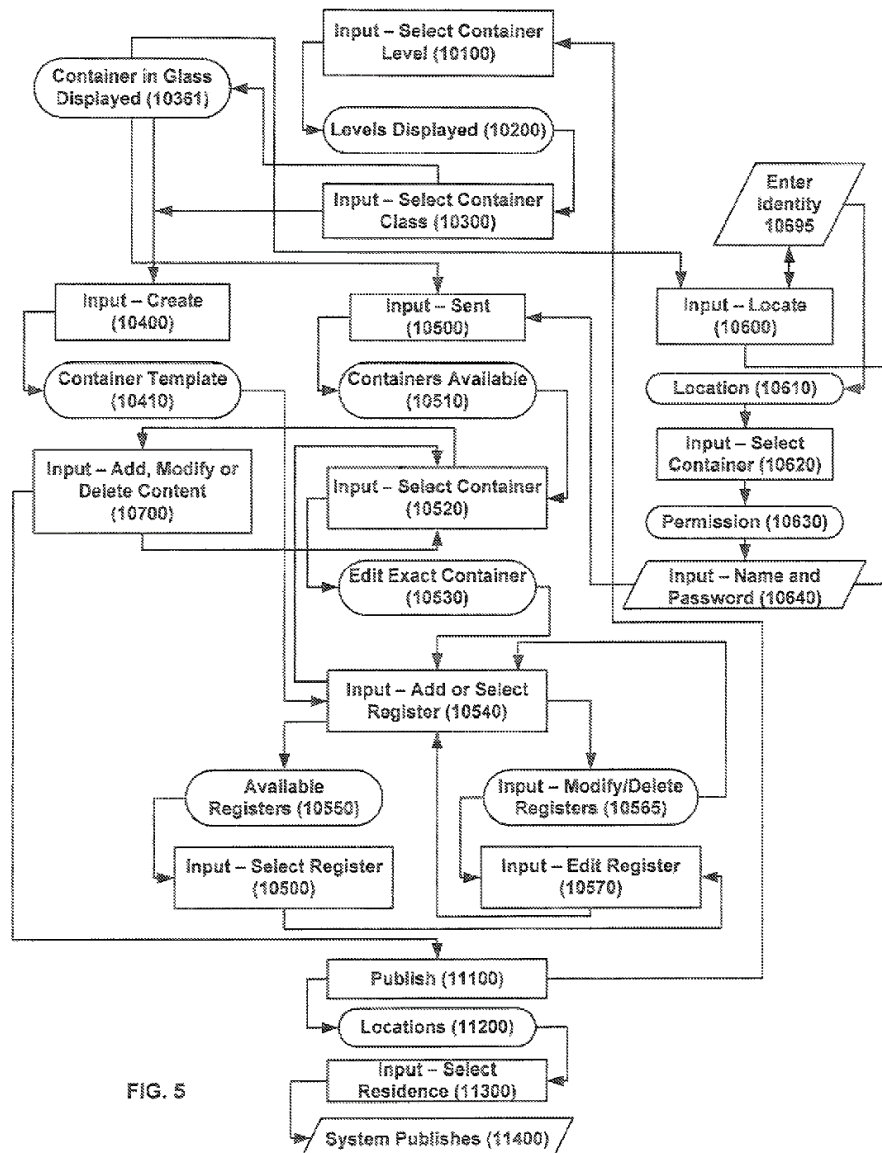 Input – Select Container
Level (10100)
Container in Glass
Displayed (10361)
Levels Displayed (10200)
Input – Select Container
Class (10300)
Enter
Identity
10695
Input – Create
(10400)
Input – Sent
(10500)
Input – Locate
(10600)
Container Template
(10410)
Containers Available
(10510)
Location (10610)
Input – Select
Container (10620)
Input – Add, Modify or
Delete Content
(10700)
Input – Select Container
(10520)
Permission (10630)
Edit Exact Container
(10530)
Input – Name and
Password (10640)
Input – Add or Select
Register (10540)
Available
Registers (10550)
Input – Modify/Delete
Registers (10565)
Input – Select Register
(10500)
Input – Edit Register
(10570)
Publish (11100)
Locations (11200)
Input – Select
Residence (11300)
FIG. 5
System Publishes (11400)